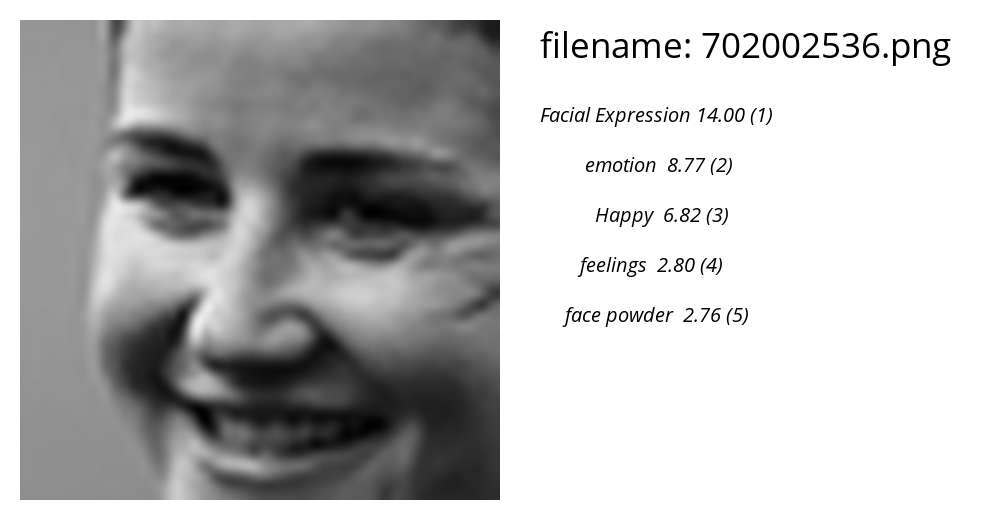 filename: 702002536.png
Facial Expression 14.00 (1)
emotion 8.77 (2)
Happy 6.82 (3)
feelings 2.80 (4)
face powder 2.76 (5)